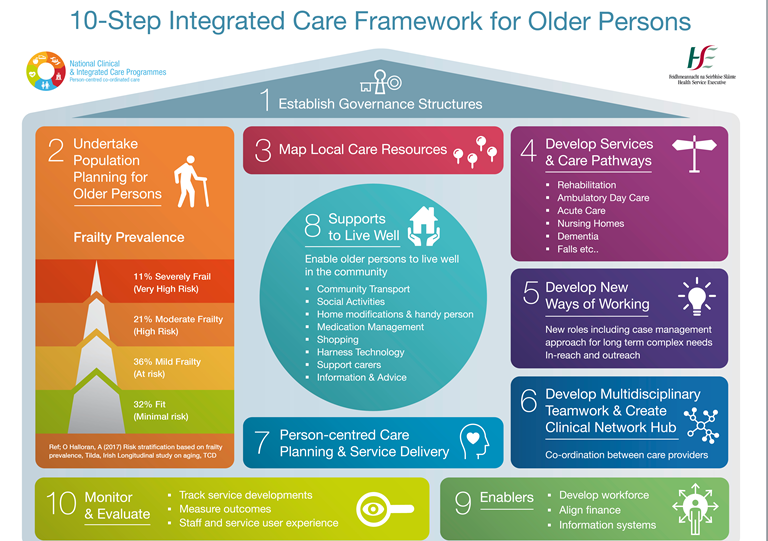 10-Step Integrated Care Framework for Older Persons
National Clinical
& Integrated Care Programmes
Person-centred co-ordinated care
Feidhmeannacht na Seirbhíse Sláinte
Health Service Executive
1 Establish Governance Structures
2 Undertake
Population
Planning for
Older Persons
Frailty Prevalence
11% Severely Frail
(Very High Risk)
21% Moderate Frailty
(High Risk)
36% Mild Frailty
(At risk)
32% Fit
(Minimal risk)
Ref; O Halloran, A (2017) Risk stratification based on frailty
prevalence, Tilda, Irish Longitudinal study on aging, TCD
3 Map Local Care Resources
4 Develop Services
& Care Pathways
▪ Rehabilitation
▪ Ambulatory Day Care
▪ Acute Care
▪ Nursing Homes
▪ Dementia
▪ Falls etc..
5 Develop New
Ways of Working
New roles including case management
approach for long term complex needs
In-reach and outreach
6 Develop Multidisciplinary
Teamwork & Create
Clinical Network Hub
Co-ordination between care providers
7 Person-centred Care
Planning & Service Delivery
8 Supports
to Live Well
Enable older persons to live well
in the community
▪ Community Transport
▪ Social Activities
▪ Home modifications & handy person
▪ Medication Management
▪ Shopping
▪ Harness Technology
▪ Support carers
▪ Information & Advice
9 Enablers
▪ Develop workforce
▪ Align finance
▪ Information systems
10 Monitor
& Evaluate
▪ Track service developments
▪ Measure outcomes
▪ Staff and service user experience